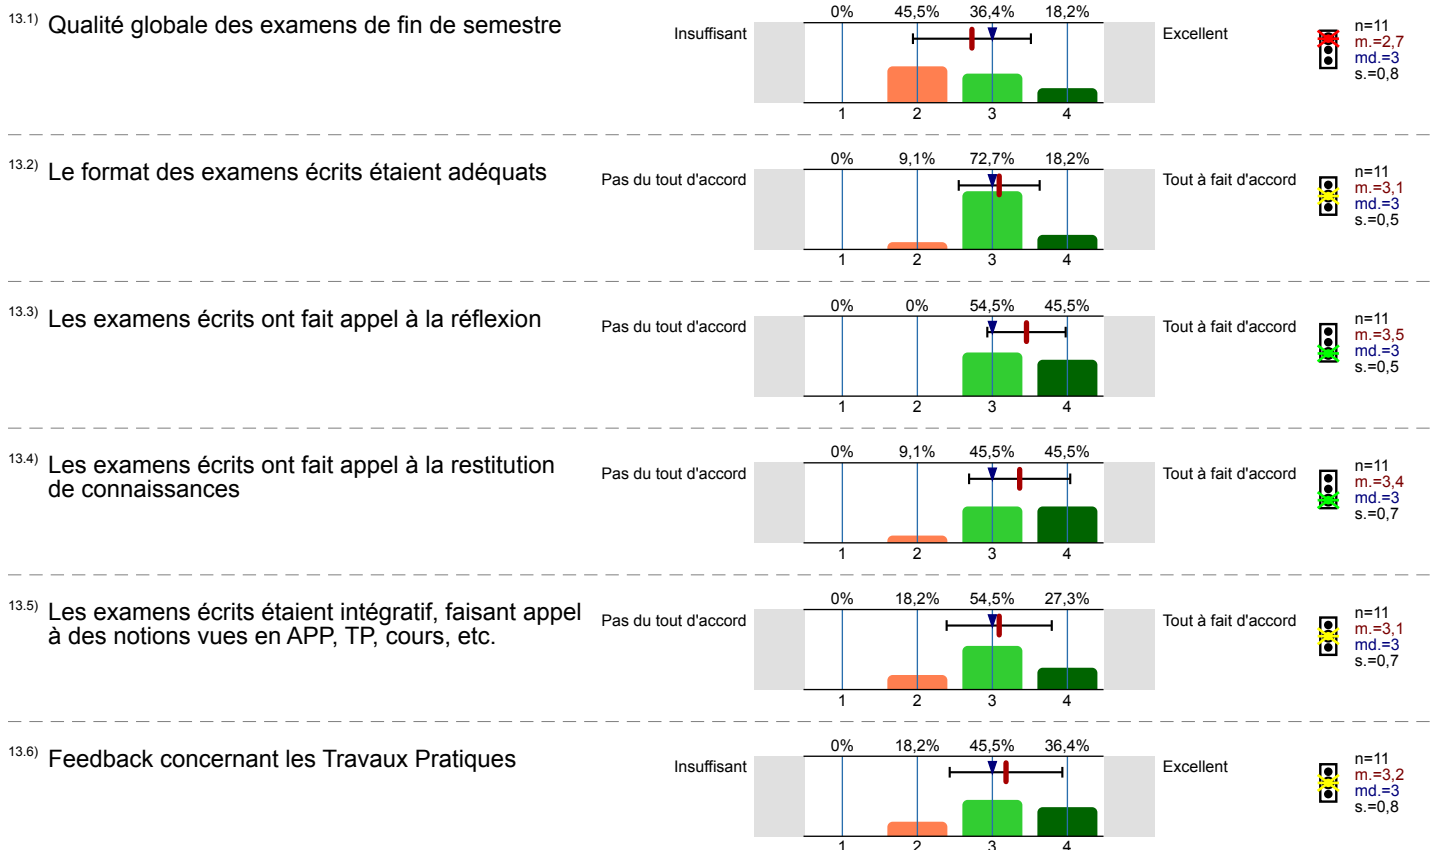 13.1) Qualité globale des examens de fin de semestre
Insuffisant
0% 45,5% 36,4% 18,2%
1 2 3 4
Excellent
n=11
m.=2,7
md.=3
s.=0,8
13.2) Le format des examens écrits étaient adéquats
Pas du tout d'accord
0% 9,1% 72,7% 18,2%
1 2 3 4
Tout à fait d'accord
n=11
m.=3,1
md.=3
s.=0,5
13.3) Les examens écrits ont fait appel à la réflexion
Pas du tout d'accord
0% 0% 54,5% 45,5%
1 2 3 4
Tout à fait d'accord
n=11
m.=3,5
md.=3
s.=0,5
13.4) Les examens écrits ont fait appel à la restitution
de connaissances
Pas du tout d'accord
0% 9,1% 45,5% 45,5%
1 2 3 4
Tout à fait d'accord
n=11
m.=3,4
md.=3
s.=0,7
13.5) Les examens écrits étaient intégratif, faisant appel
à des notions vues en APP, TP, cours, etc.
Pas du tout d'accord
0% 18,2% 54,5% 27,3%
1 2 3 4
Tout à fait d'accord
n=11
m.=3,1
md.=3
s.=0,7
13.6) Feedback concernant les Travaux Pratiques
Insuffisant
0% 18,2% 45,5% 36,4%
1 2 3 4
Excellent
n=11
m.=3,2
md.=3
s.=0,8